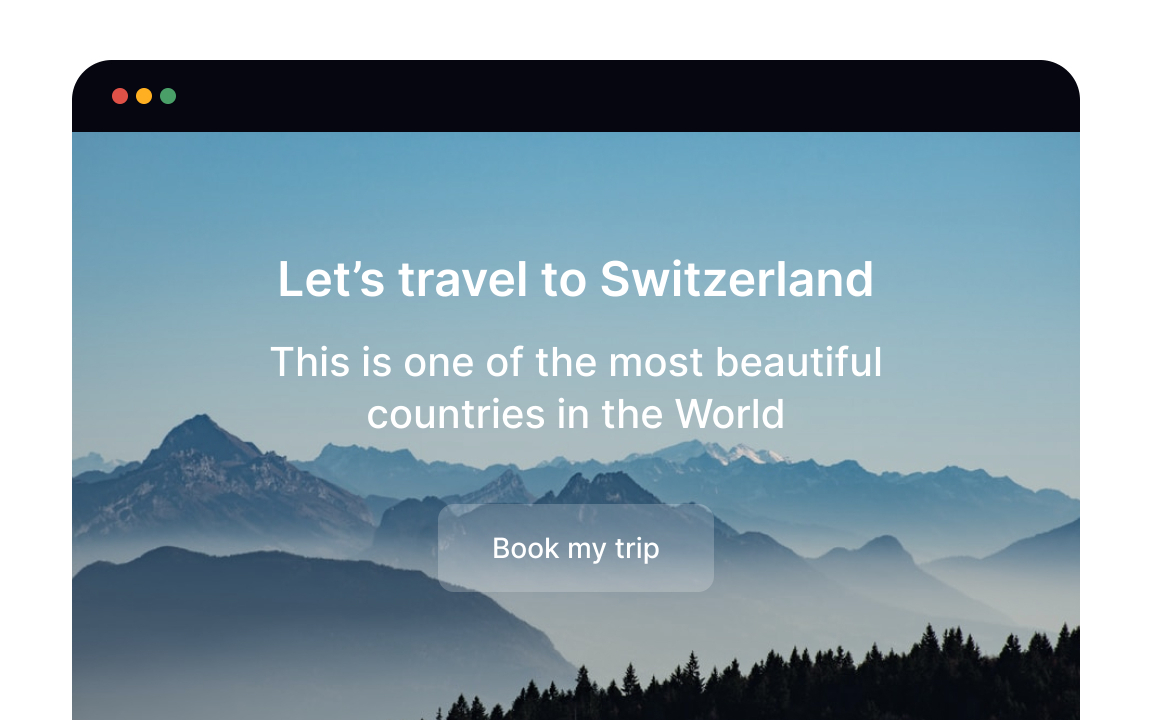 Let’s travel to Switzerland
This is one of the most beautiful
countries in the World
Book my trip